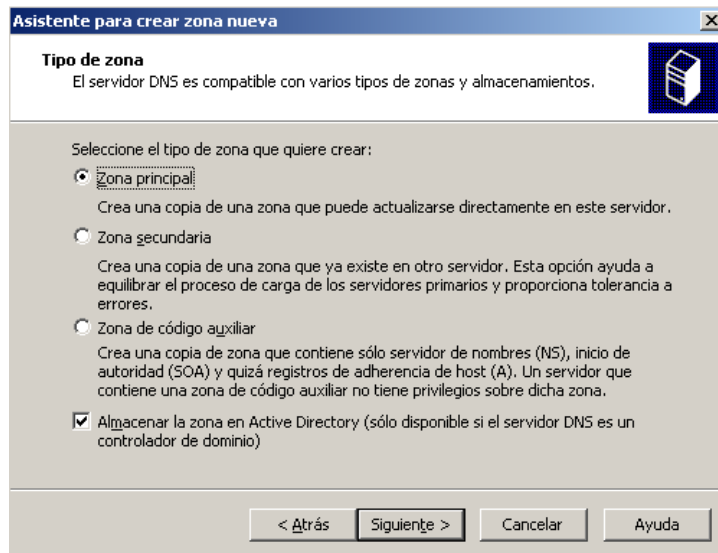 Asistente para crear zona nueva
Tipo de zona
El servidor DNS es compatible con varios tipos de zonas y almacenamientos.
Seleccione el tipo de zona que quiere crear:
Zona principal
Crea una copia de una zona que puede actualizarse directamente en este servidor.
Zona secundaria
Crea una copia de una zona que ya existe en otro servidor. Esta opción ayuda a
equilibrar el proceso de carga de los servidores primarios y proporciona tolerancia a
errores.
Zona de código auxiliar
Crea una copia de zona que contiene sólo servidor de nombres (NS), inicio de
autoridad (SOA) y quizá registros de adherencia de host (A). Un servidor que
contiene una zona de código auxiliar no tiene privilegios sobre dicha zona.
Almacenar la zona en Active Directory (sólo disponible si el servidor DNS es un
controlador de dominio)
< Atrás Siguiente > Cancelar Ayuda